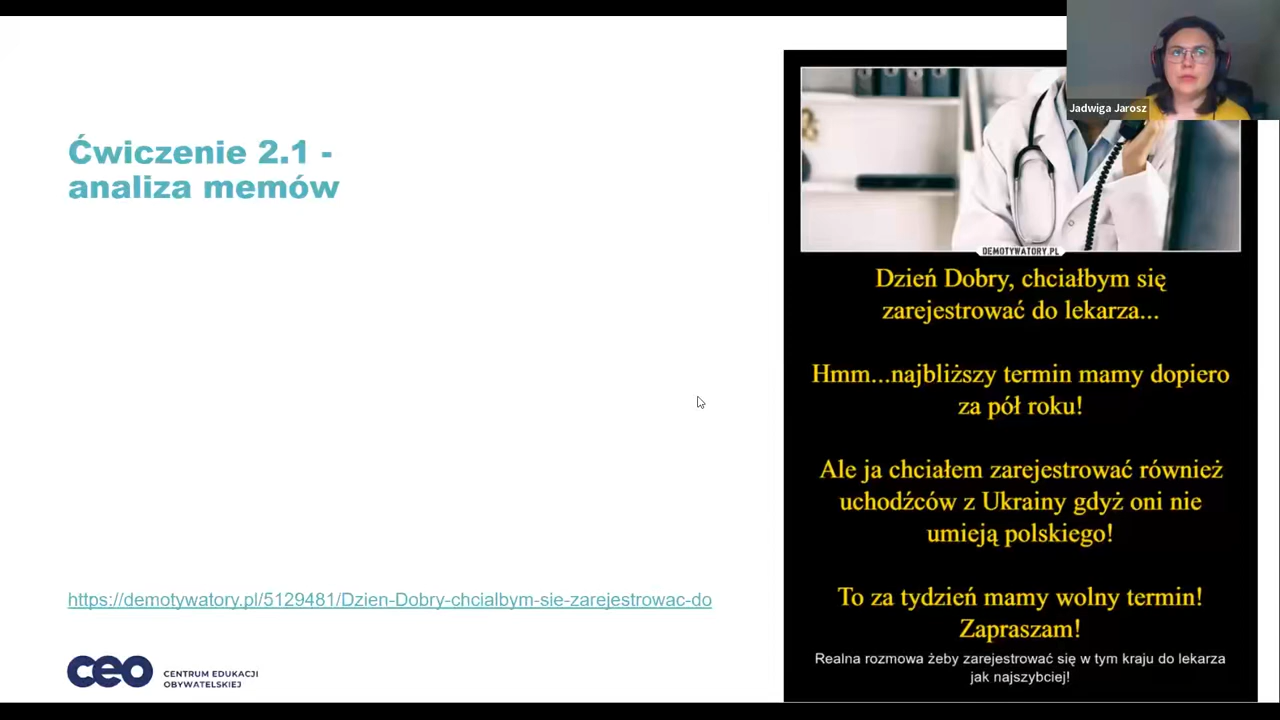 Jadwiga Jarosz
Ćwiczenie 2.1 -
analiza memów
DEMOTYWATORY.PL
Dzień Dobry, chciałbym się
zarejestrować do lekarza...
Hmm...najbliższy termin mamy dopiero
za pół roku!
Ale ja chciałem zarejestrować również
uchodźców z Ukrainy gdyż oni nie
umieją polskiego!
To za tydzień mamy wolny termin!
Zapraszam!
Realna rozmowa żeby zarejestrować się w tym kraju do lekarza
jak najszybciej!
https://demotywatory.pl/5129481/Dzien-Dobry-chcialbym-sie-zarejestrowac-do
ceo
CENTRUM EDUKACJI
OBYWATELSKIEJ